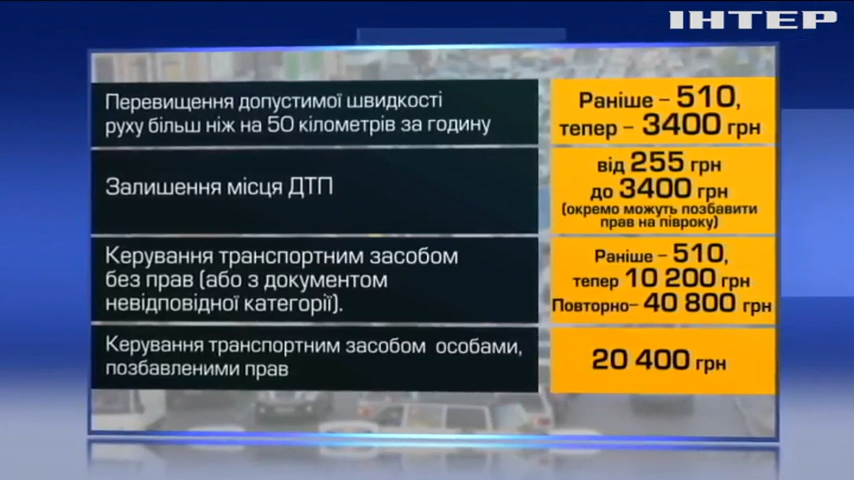 ІНТЕР
Перевищення допустимої швидкості
руху більш ніж на 50 кілометрів за годину
Раніше – 510,
тепер – 3400 грн
Залишення місця ДТП
від 255 грн
до 3400 грн
(окремо можуть позбавити
прав на півроку)
Керування транспортним засобом
без прав (або з документом
невідповідної категорії).
Раніше – 510,
тепер 10 200 грн
Повторно– 40 800 грн
Керування транспортним засобом особами,
позбавленими прав
20 400 грн